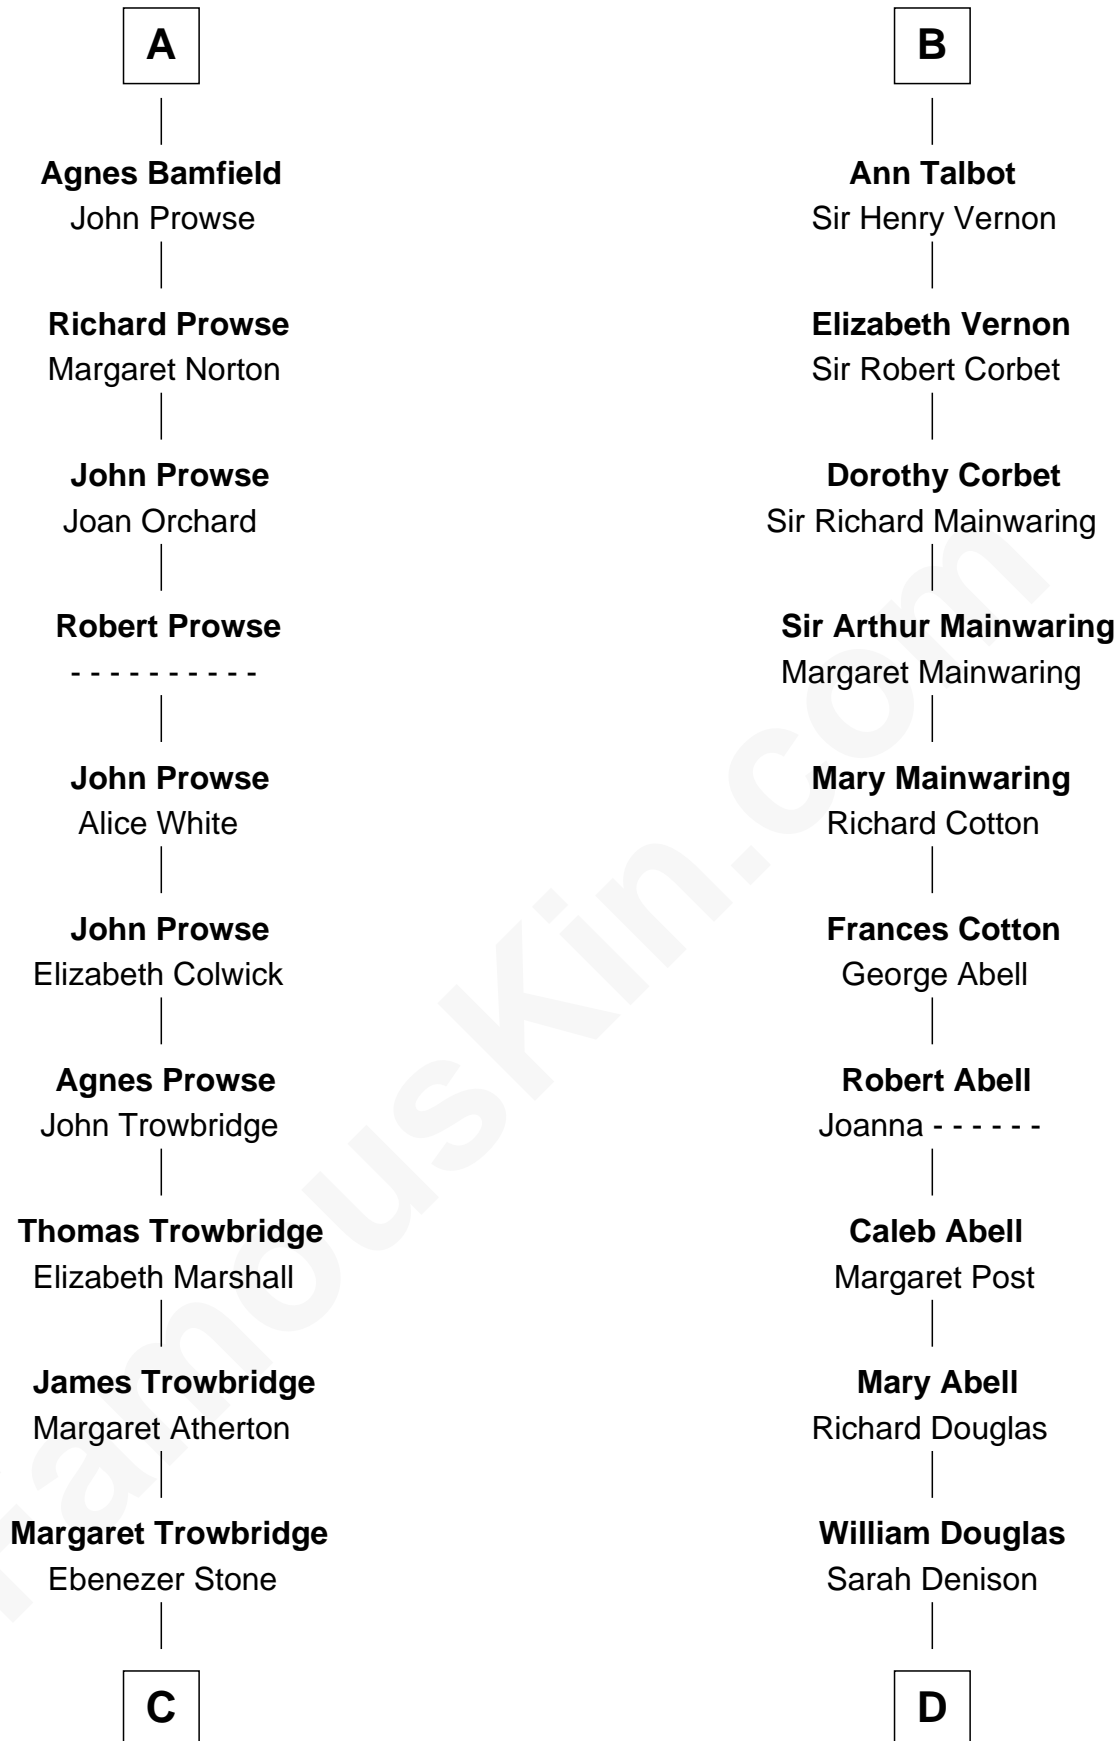 A
Agnes Bamfield
John Prowse
Richard Prowse
Margaret Norton
John Prowse
Joan Orchard
Robert Prowse
- - - - - - - - - -
John Prowse
Alice White
John Prowse
Elizabeth Colwick
Agnes Prowse
John Trowbridge
Thomas Trowbridge
Elizabeth Marshall
James Trowbridge
Margaret Atherton
Margaret Trowbridge
Ebenezer Stone
C
B
Ann Talbot
Sir Henry Vernon
Elizabeth Vernon
Sir Robert Corbet
Dorothy Corbet
Sir Richard Mainwaring
Sir Arthur Mainwaring
Margaret Mainwaring
Mary Mainwaring
Richard Cotton
Frances Cotton
George Abell
Robert Abell
Joanna - - - - - -
Caleb Abell
Margaret Post
Mary Abell
Richard Douglas
William Douglas
Sarah Denison
D
FamousKin.com